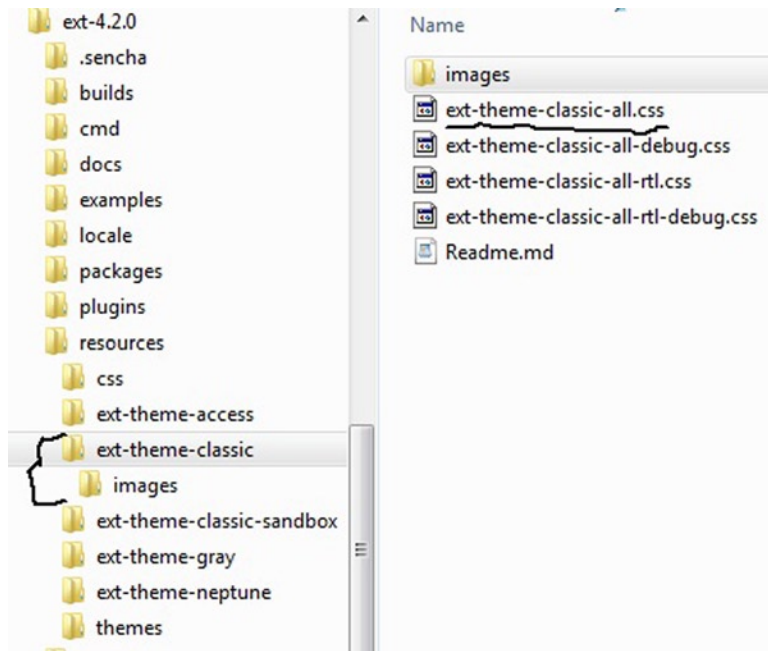 ext-4.2.0
.sencha
builds
cmd
docs
examples
locale
packages
plugins
resources
css
ext-theme-access
ext-theme-classic
images
ext-theme-classic-sandbox
ext-theme-gray
ext-theme-neptune
themes
Name
images
ext-theme-classic-all.css
ext-theme-classic-all-debug.css
ext-theme-classic-all-rtl.css
ext-theme-classic-all-rtl-debug.css
Readme.md